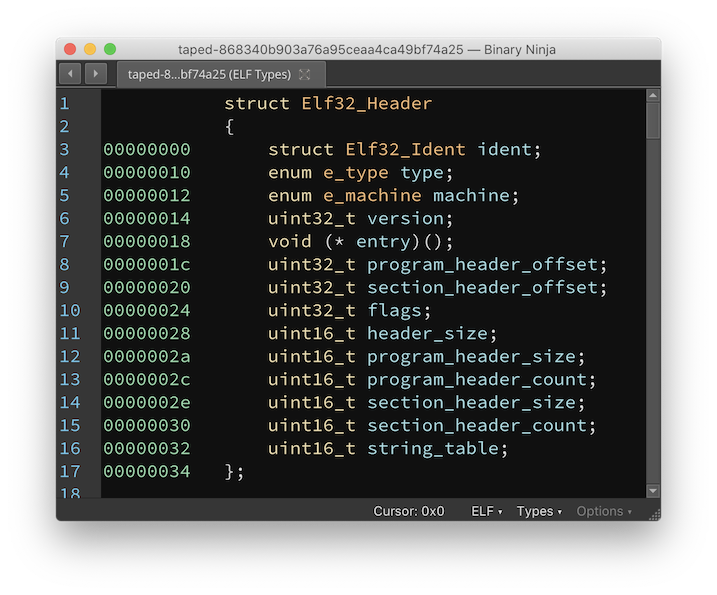 taped-868340b903a76a95ceaa4ca49bf74a25 — Binary Ninja
taped-8...bf74a25 (ELF Types)
1 struct Elf32_Header
2 {
3 00000000 struct Elf32_Ident ident;
4 00000010 enum e_type type;
5 00000012 enum e_machine machine;
6 00000014 uint32_t version;
7 00000018 void (* entry)();
8 0000001c uint32_t program_header_offset;
9 00000020 uint32_t section_header_offset;
10 00000024 uint32_t flags;
11 00000028 uint16_t header_size;
12 0000002a uint16_t program_header_size;
13 0000002c uint16_t program_header_count;
14 0000002e uint16_t section_header_size;
15 00000030 uint16_t section_header_count;
16 00000032 uint16_t string_table;
17 00000034 };
18
Cursor: 0x0 ELF Types Options